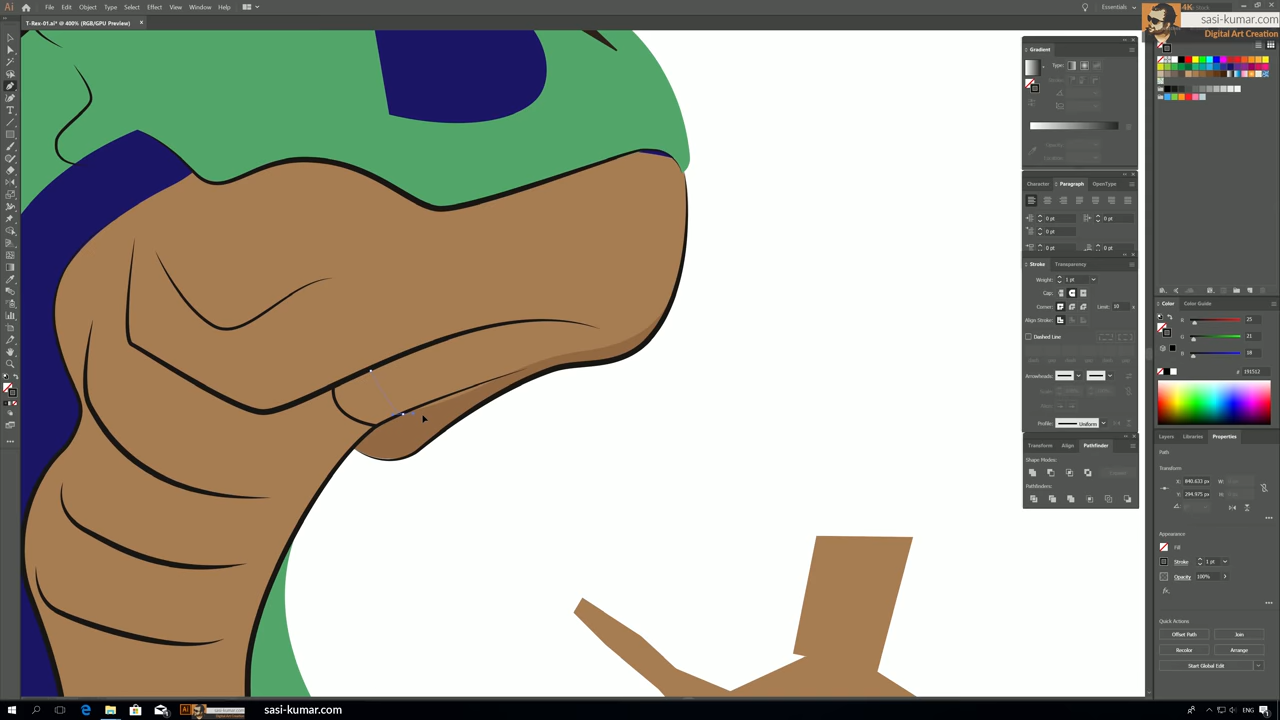 Ai File Edit Object Type Select Effect View Window Help Essentials 4K
T-Rex-01.ai* @ 400% (RGB/GPU Preview) ×
sasi-kumar.com
Digital Art Creation
Gradient
Type:
Character Paragraph OpenType
0 pt 0 pt
0 pt
0 pt 0 pt
Stroke Transparency
Weight: 1 pt
Cap:
Corner: Limit: 10
Align Stroke:
Dashed Line
Arrowheads:
Profile: Uniform
Transform Align Pathfinder
Shape Modes:
Pathfinders:
Color Color Guide
R 25
G 21
B 18
# 191512
Layers Libraries Properties
Path
Transform
X: 840.633 px W:
Y: 294.975 px H:
Appearance
Fill
Stroke 1 pt
Opacity 100%
fx.
Quick Actions
Offset Path Join
Recolor Arrange
Start Global Edit
sasi-kumar.com
ENG